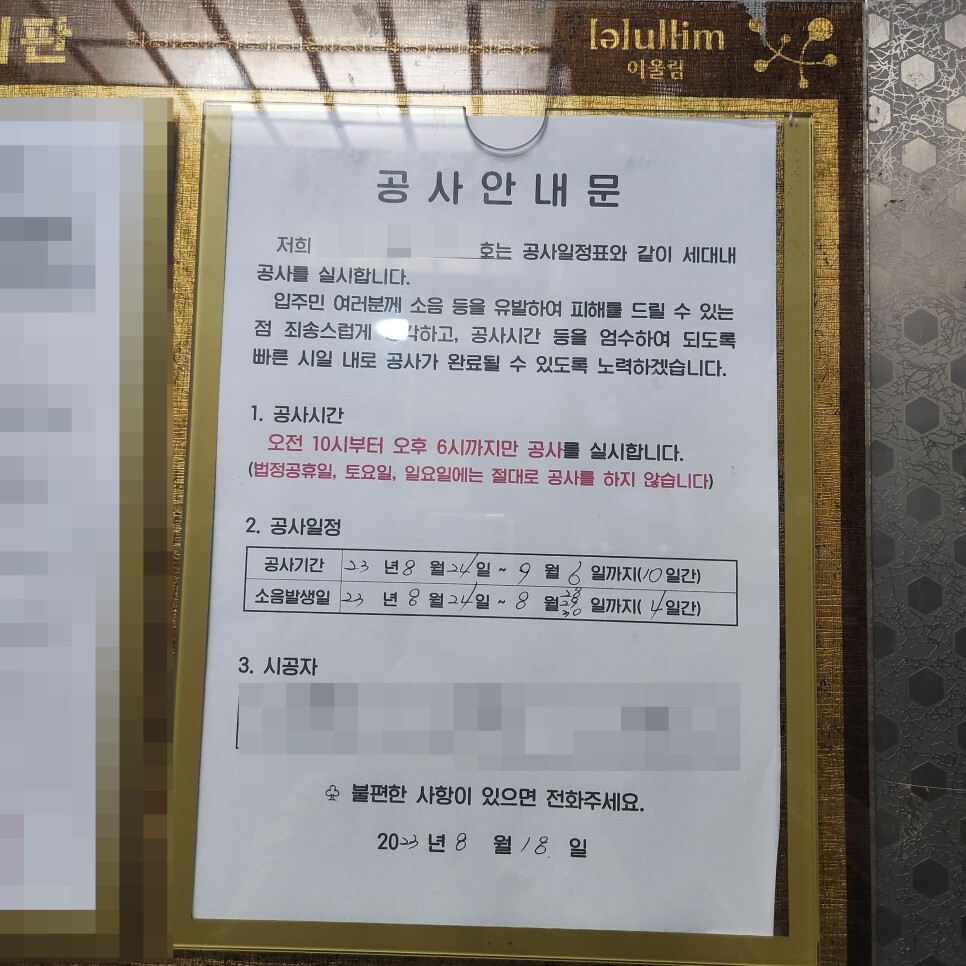 lǝlullim
어울림
공사안내문
저희 호는 공사일정표와 같이 세대내
공사를 실시합니다.
입주민 여러분께 소음 등을 유발하여 피해를 드릴 수 있는
점 죄송스럽게 하고, 공사시간 등을 엄수하여 되도록
빠른 시일 내로 공사가 완료될 수 있도록 노력하겠습니다.
1. 공사시간
오전 10시부터 오후 6시까지만 공사를 실시합니다.
(법정공휴일, 토요일, 일요일에는 절대로 공사를 하지 않습니다)
2. 공사일정
공사기간 23 년 8 월 24일 ~ 9 월 6 일까지(10일간)
소음발생일 23 년 8 월 24일 ~ 8 월 28 29 30 일까지( 4일간)
3. 시공자
♧ 불편한 사항이 있으면 전화주세요.
2023년 8 월 18. 일